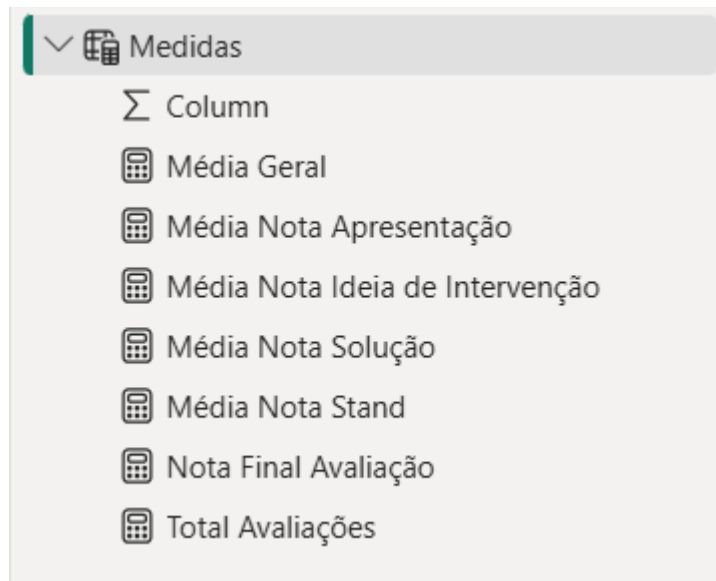 Medidas
Column
Média Geral
Média Nota Apresentação
Média Nota Ideia de Intervenção
Média Nota Solução
Média Nota Stand
Nota Final Avaliação
Total Avaliações